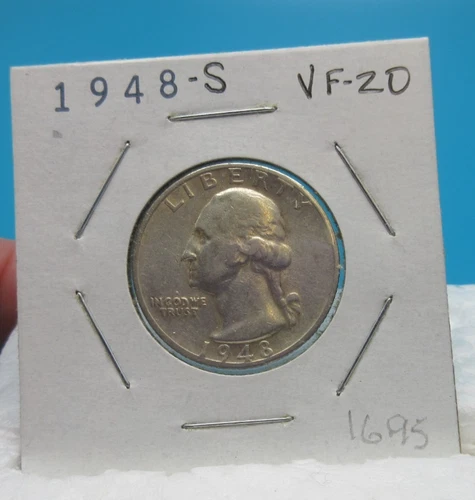 1948-S VF-20
LIBERTY
IN GOD WE
TRUST
1948
1695